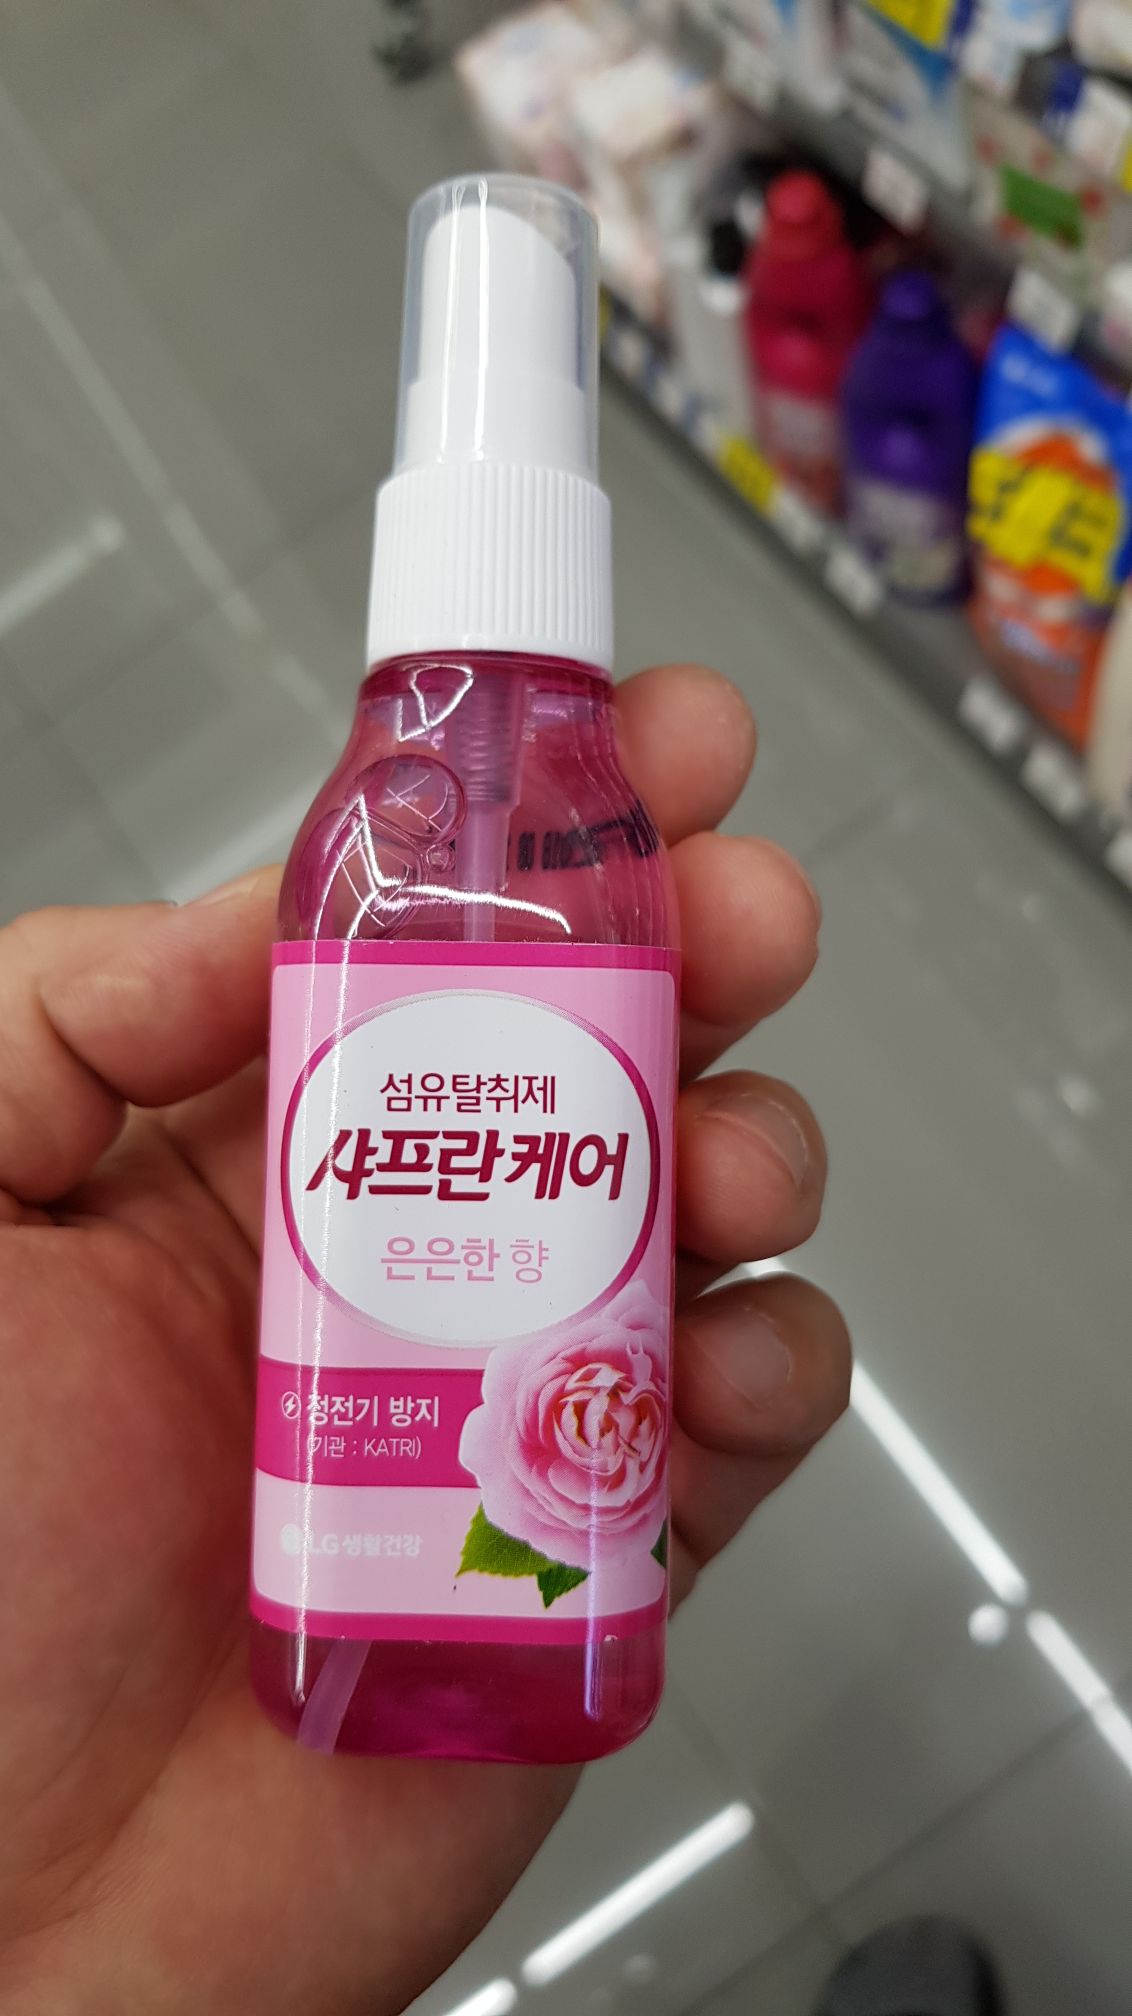 섬유탈취제
샤프란케어
은은한 향
정전기 방지
(기관 : KATRI)
LG생활건강